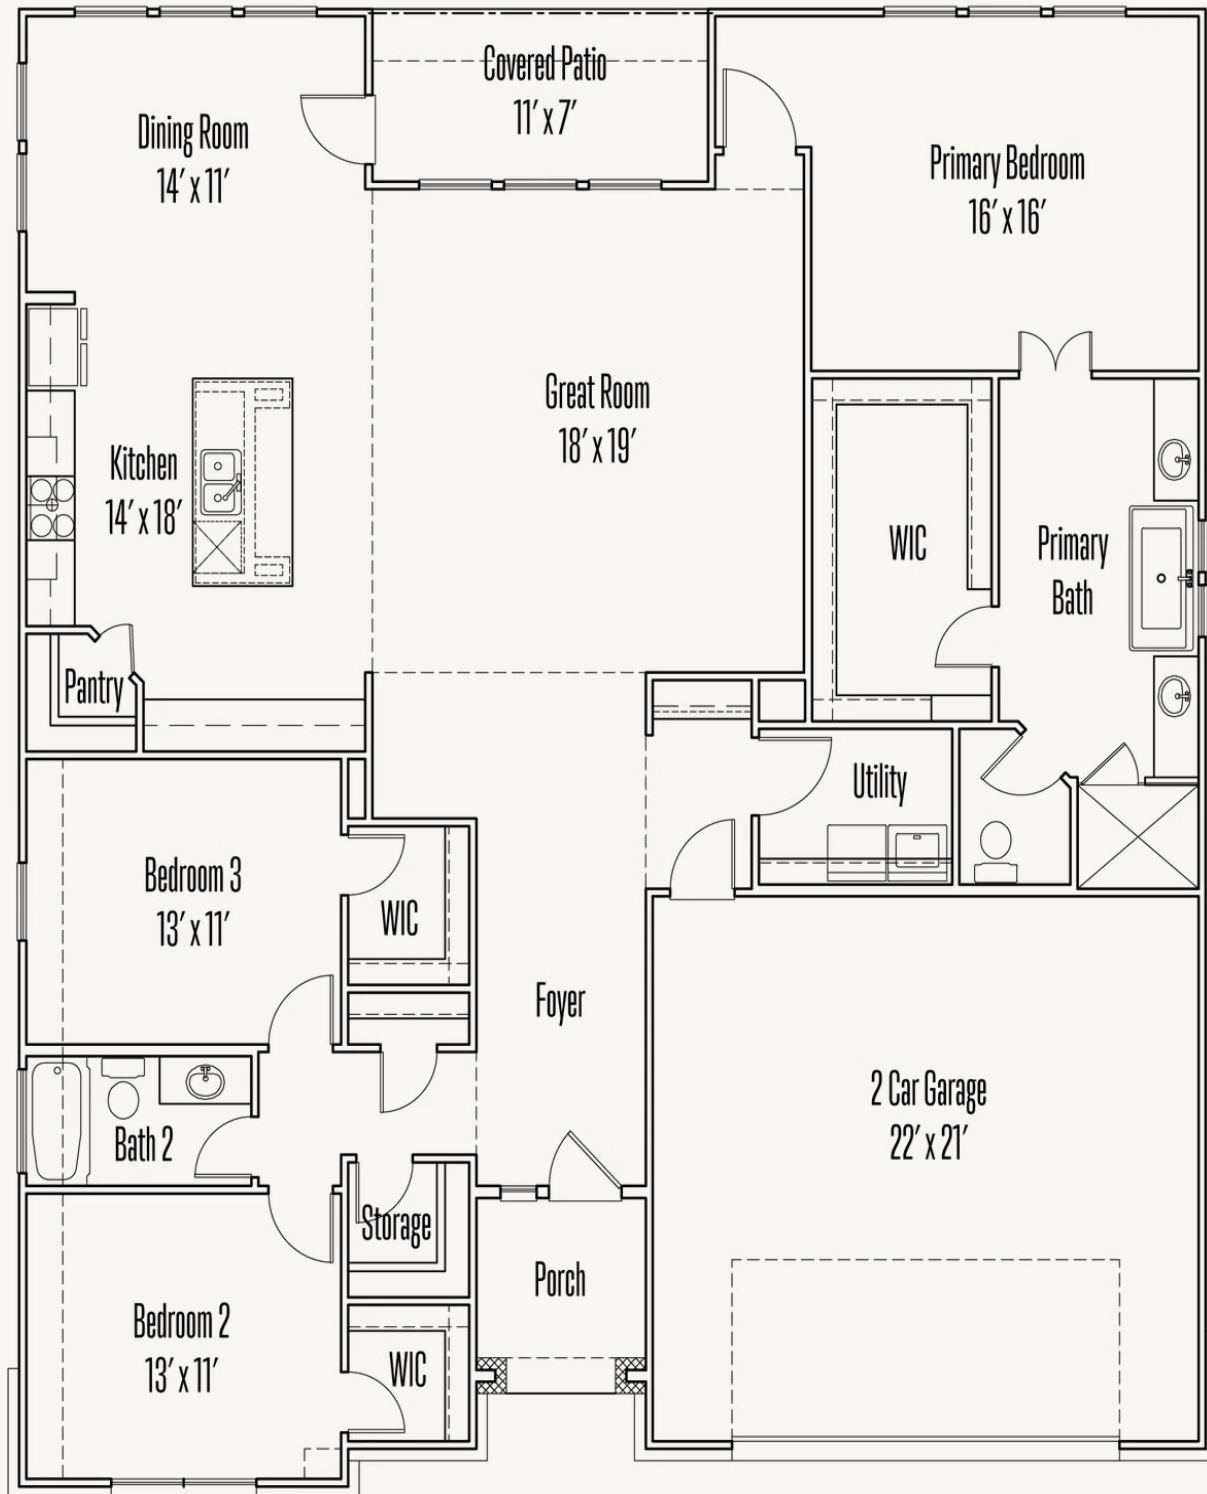 Covered Patio
11' x 7'
Dining Room
14' x 11'
Primary Bedroom
16' x 16'
Great Room
18' x 19'
Kitchen
14' x 18'
WIC
Primary
Bath
Pantry
Utility
Bedroom 3
13' x 11'
WIC
Foyer
2 Car Garage
22' x 21'
Bath 2
Storage
Porch
Bedroom 2
13' x 11'
WIC